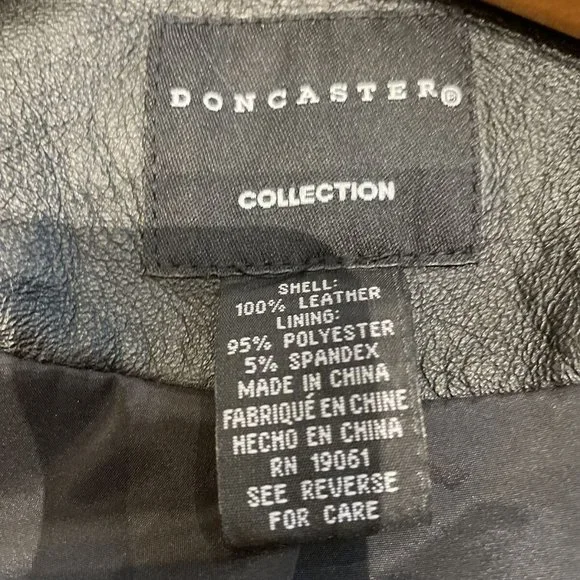 DONCASTER®
COLLECTION
SHELL:
100% LEATHER
LINING:
95% POLYESTER
5% SPANDEX
MADE IN CHINA
FABRIQUÉ EN CHINE
HECHO EN CHINA
RN 19061
SEE REVERSE
FOR CARE